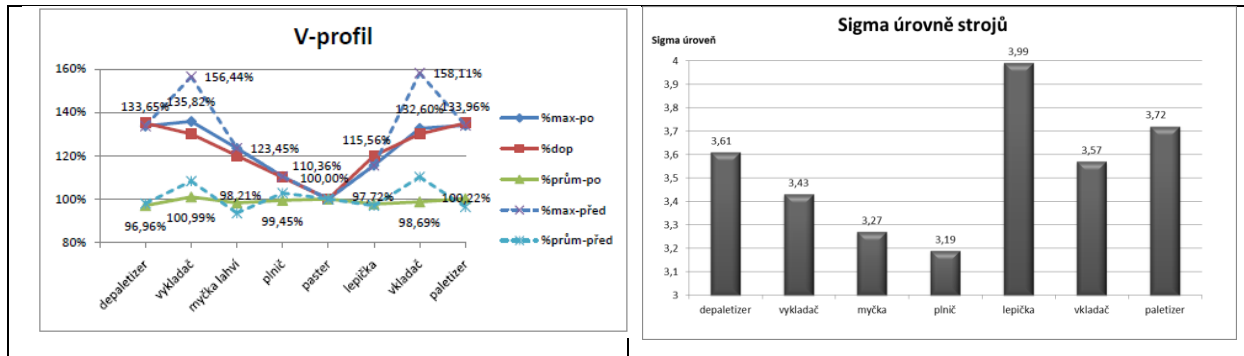 V-profil
160%
140%
120%
100%
80%
156,44%
158,11%
133,65%
135,82%
132,60%
133,96%
123,45%
115,56%
110,36%
100,00%
98,21%
97,72%
100,22%
96,96%
100,99%
99,45%
98,69%
depaletizer
vykladač
myčka lahví
plnič
paster
lepička
vkladač
paletizer
%max-po
%dop
%prům-po
%max-před
%prům-před
Sigma úrovně strojů
Sigma úroveň
4
3,9
3,8
3,7
3,6
3,5
3,4
3,3
3,2
3,1
3
3,61
3,43
3,27
3,19
3,99
3,57
3,72
depaletizer
vykladač
myčka
plnič
lepička
vkladač
paletizer